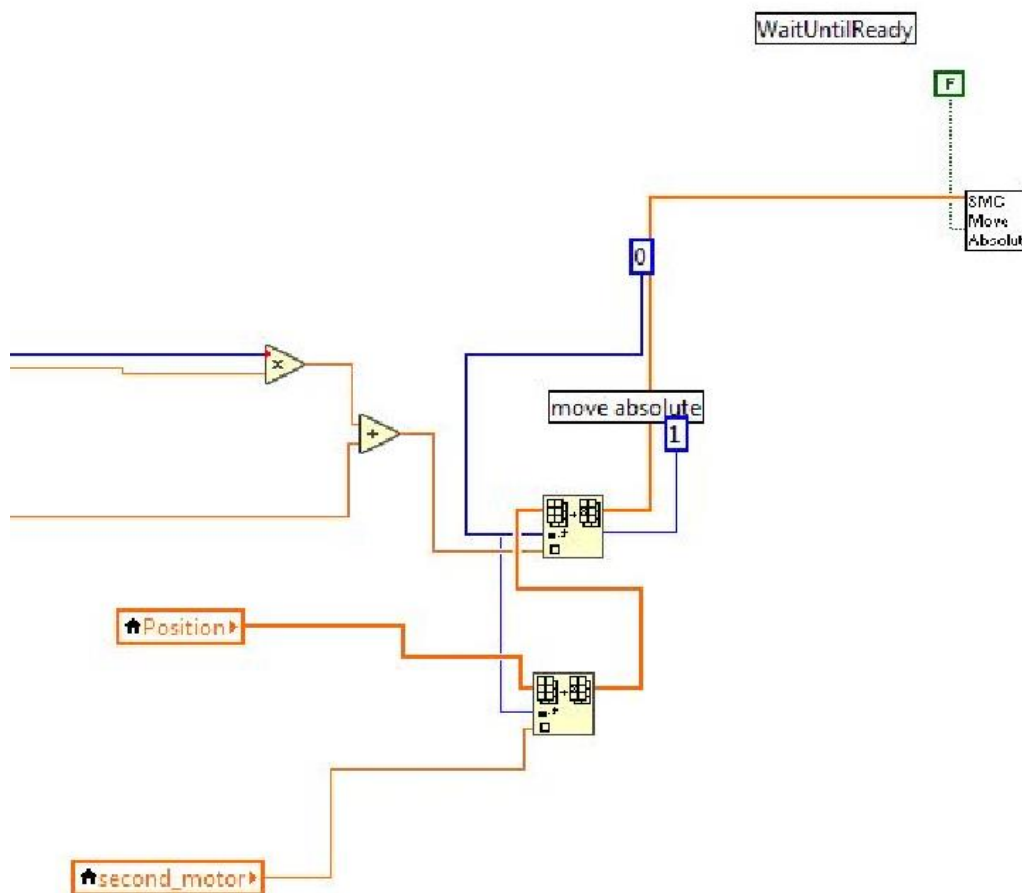 WaitUntilReady
F
SMC
Move
Absolut
0
x
move absolute
1
+
Position
second_motor